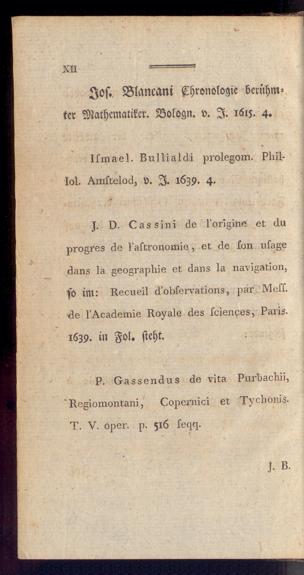 XII
Jos. Blancani Chronologie berühm-
ter Mathematiker. Bologn. v. J. 1615. 4.
Iſmael. Bullialdi prolegom. Phil-
lol. Amſtelod, v. J. 1639. 4.
J. D. Cassini de l'origine et du
progres de l'aſtronomie, et de ſon uſage
dans la geographie et dans la navigation,
ſo im: Recueil d'obſervations, par Meſſ.
de l'Academie Royale des ſciençes, Paris.
1639. in Fol. ſteht.
P. Gassendus de vita Purbachii,
Regiomontani, Copernici et Tychonis.
T. V. oper. p. 516 ſeqq.
J. B.